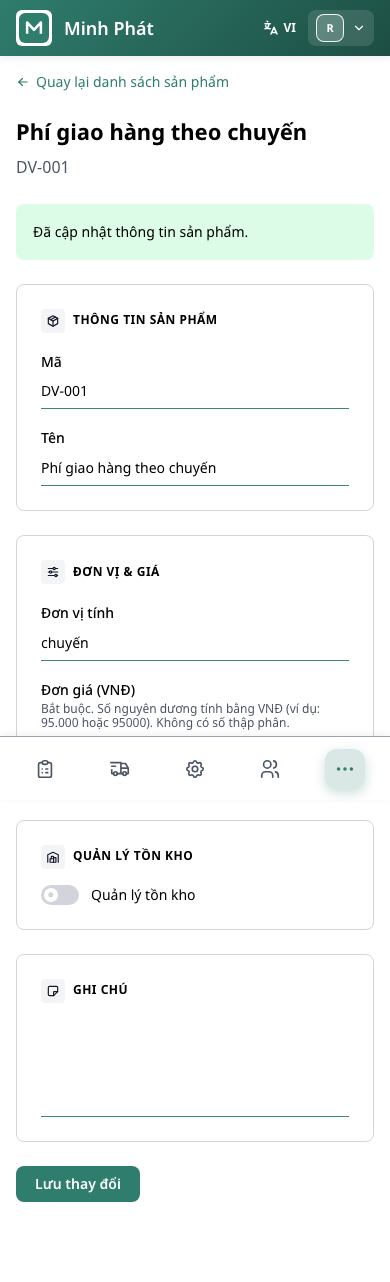 Minh Phát
VI
R
Quay lại danh sách sản phẩm
Phí giao hàng theo chuyến
DV-001
Đã cập nhật thông tin sản phẩm.
THÔNG TIN SẢN PHẨM
Mã
DV-001
Tên
Phí giao hàng theo chuyến
ĐƠN VỊ & GIÁ
Đơn vị tính
chuyến
Đơn giá (VNĐ)
Bắt buộc. Số nguyên dương tính bằng VNĐ (ví dụ:
95.000 hoặc 95000). Không có số thập phân.
QUẢN LÝ TỒN KHO
Quản lý tồn kho
GHI CHÚ
Lưu thay đổi